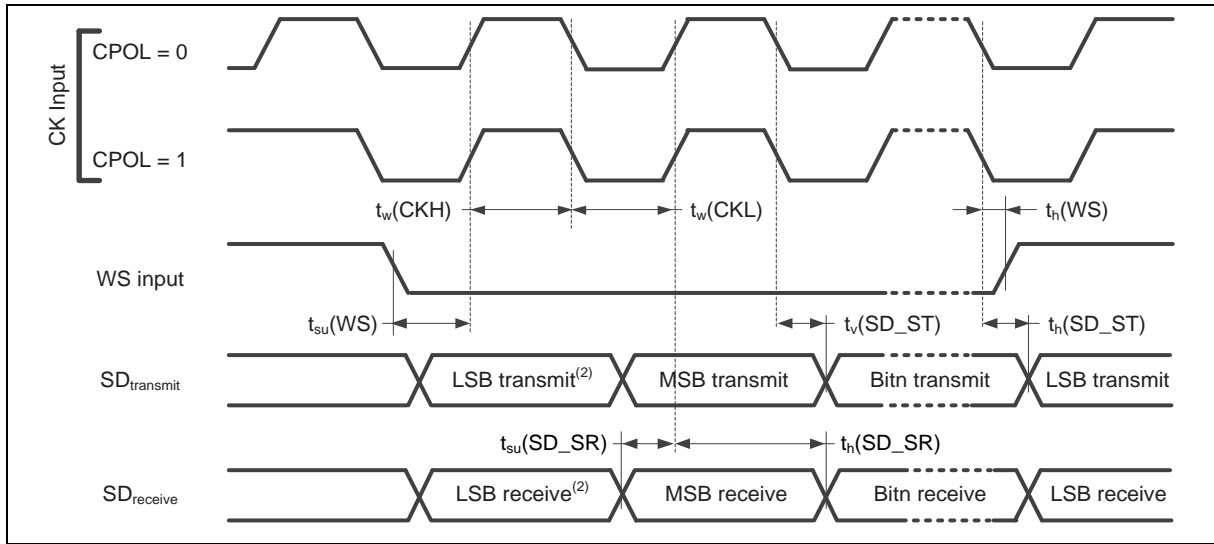 CK Input
CPOL = 0
CPOL = 1
tw(CKH)
tw(CKL)
th(WS)
WS input
tsu(WS)
tv(SD_ST)
th(SD_ST)
SDtransmit
LSB transmit(2)
MSB transmit
Bitn transmit
LSB transmit
tsu(SD_SR)
th(SD_SR)
SDreceive
LSB receive(2)
MSB receive
Bitn receive
LSB receive